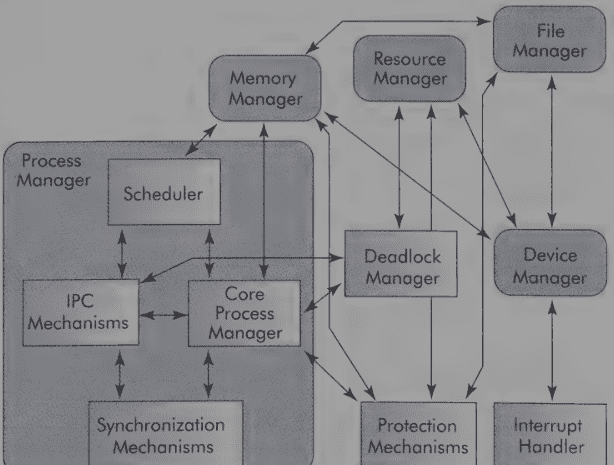 File
Manager
Resource
Manager
Memory
Manager
Process
Manager
Scheduler
Deadlock
Manager
Device
Manager
IPC
Mechanisms
Core
Process
Manager
Synchronization
Mechanisms
Protection
Mechanisms
Interrupt
Handler